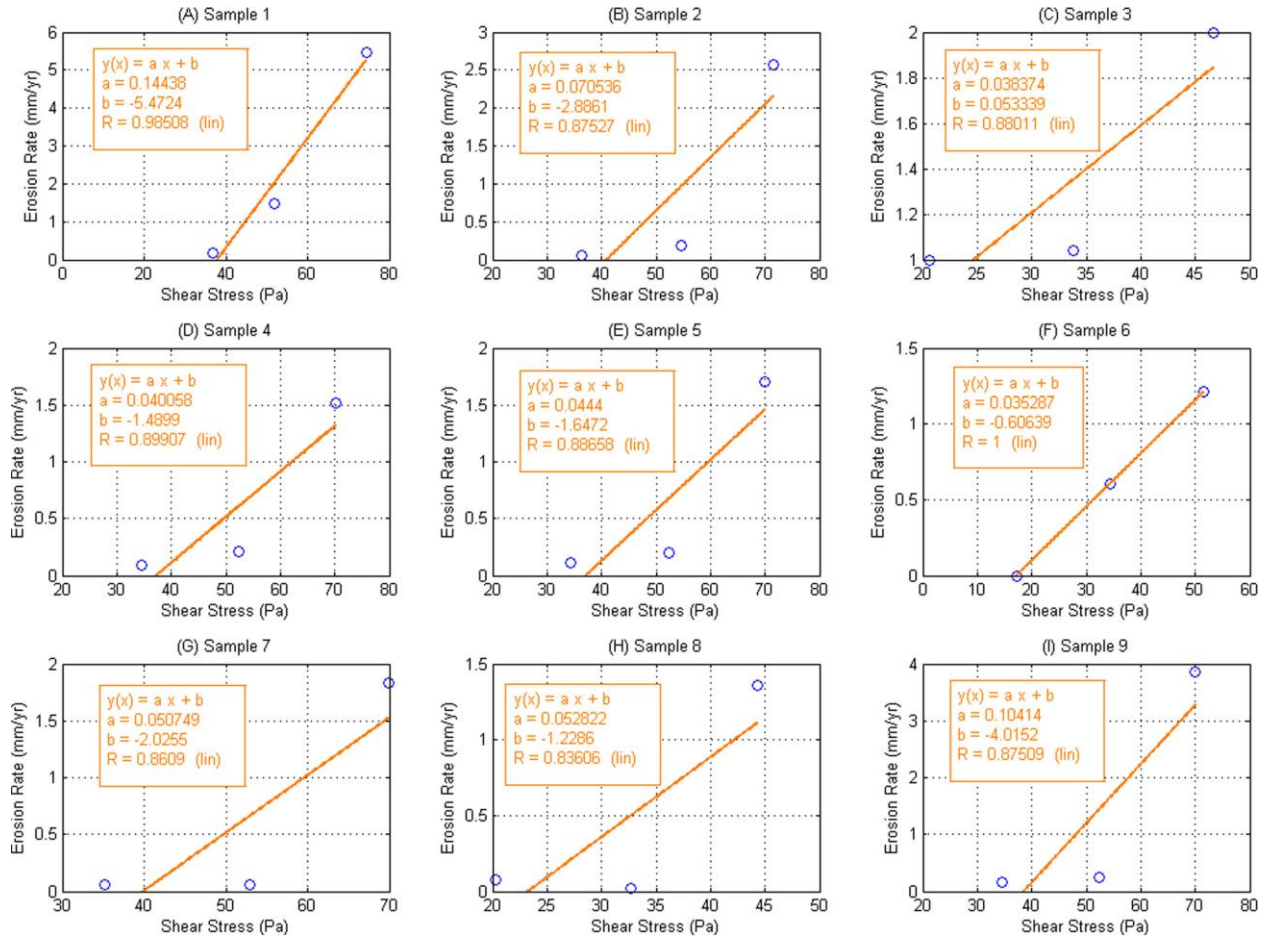 (A) Sample 1
6
5
4
3
2
1
0
Erosion Rate (mm/yr)
y(x) = a x + b
a = 0.14438
b = -5.4724
R = 0.98508 (lin)
0 20 40 60 80
Shear Stress (Pa)
(B) Sample 2
3
2.5
2
1.5
1
0.5
0
Erosion Rate (mm/yr)
y(x) = a x + b
a = 0.070536
b = -2.8861
R = 0.87527 (lin)
20 30 40 50 60 70 80
Shear Stress (Pa)
(C) Sample 3
2
1.8
1.6
1.4
1.2
1
Erosion Rate (mm/yr)
y(x) = a x + b
a = 0.038374
b = 0.053339
R = 0.88011 (lin)
20 25 30 35 40 45 50
Shear Stress (Pa)
(D) Sample 4
2
1.5
1
0.5
0
Erosion Rate (mm/yr)
y(x) = a x + b
a = 0.040058
b = -1.4899
R = 0.89907 (lin)
20 30 40 50 60 70 80
Shear Stress (Pa)
(E) Sample 5
2
1.5
1
0.5
0
Erosion Rate (mm/yr)
y(x) = a x + b
a = 0.0444
b = -1.6472
R = 0.88658 (lin)
20 30 40 50 60 70 80
Shear Stress (Pa)
(F) Sample 6
1.5
1
0.5
0
Erosion Rate (mm/yr)
y(x) = a x + b
a = 0.035287
b = -0.60639
R = 1 (lin)
0 10 20 30 40 50 60
Shear Stress (Pa)
(G) Sample 7
2
1.5
1
0.5
0
Erosion Rate (mm/yr)
y(x) = a x + b
a = 0.050749
b = -2.0255
R = 0.8609 (lin)
30 40 50 60 70
Shear Stress (Pa)
(H) Sample 8
1.5
1
0.5
0
Erosion Rate (mm/yr)
y(x) = a x + b
a = 0.052822
b = -1.2286
R = 0.83606 (lin)
20 25 30 35 40 45 50
Shear Stress (Pa)
(I) Sample 9
4
3
2
1
0
Erosion Rate (mm/yr)
y(x) = a x + b
a = 0.10414
b = -4.0152
R = 0.87509 (lin)
20 30 40 50 60 70 80
Shear Stress (Pa)